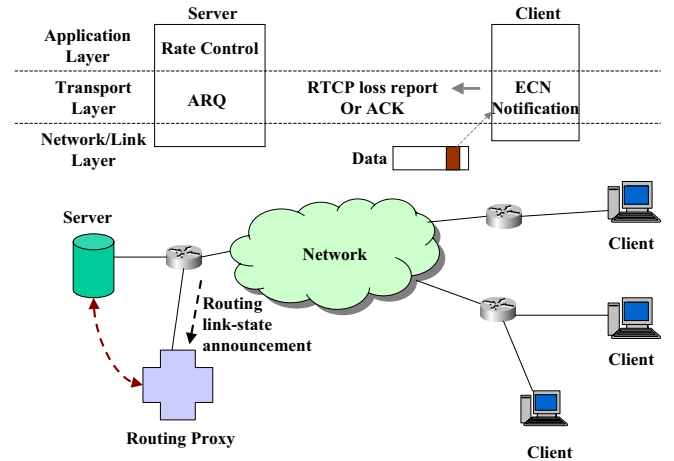 Server
Client
Application
Layer
Rate Control
Transport
Layer
ARQ
RTCP loss report
Or ACK
ECN
Notification
Network/Link
Layer
Data
Server
Network
Client
Routing
link-state
announcement
Client
Routing Proxy
Client